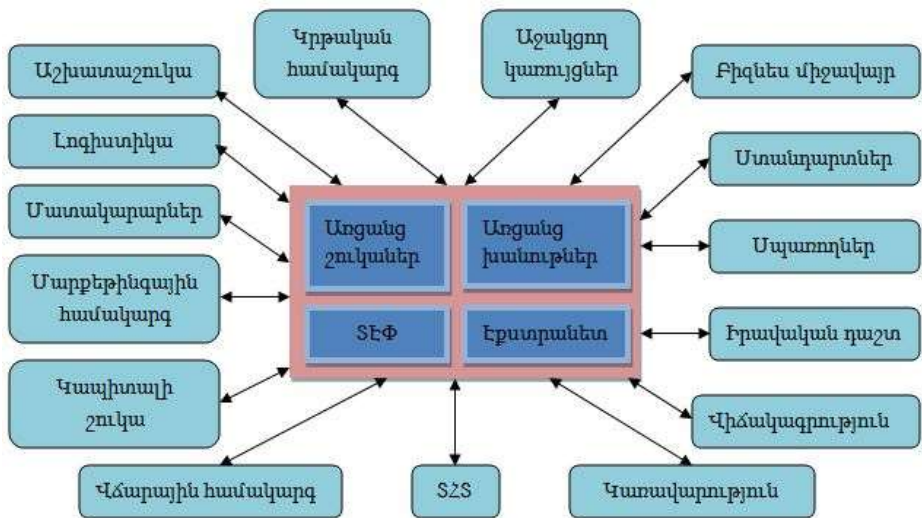 Կրթական
համակարգ
Աջակցող
կառույցներ
Աշխատաշուկա
Բիզնես միջավայր
Լոգիստիկա
Ստանդարտներ
Մատակարարներ
Առցանց
շուկաներ
Առցանց
խանութներ
Սպառողներ
Մարքեթինգային
համակարգ
ՏԷՓ
Էքստրանետ
Իրավական դաշտ
Կապիտալի
շուկա
Վիճակագրություն
Վճարային համակարգ
ՏՀՏ
Կառավարություն